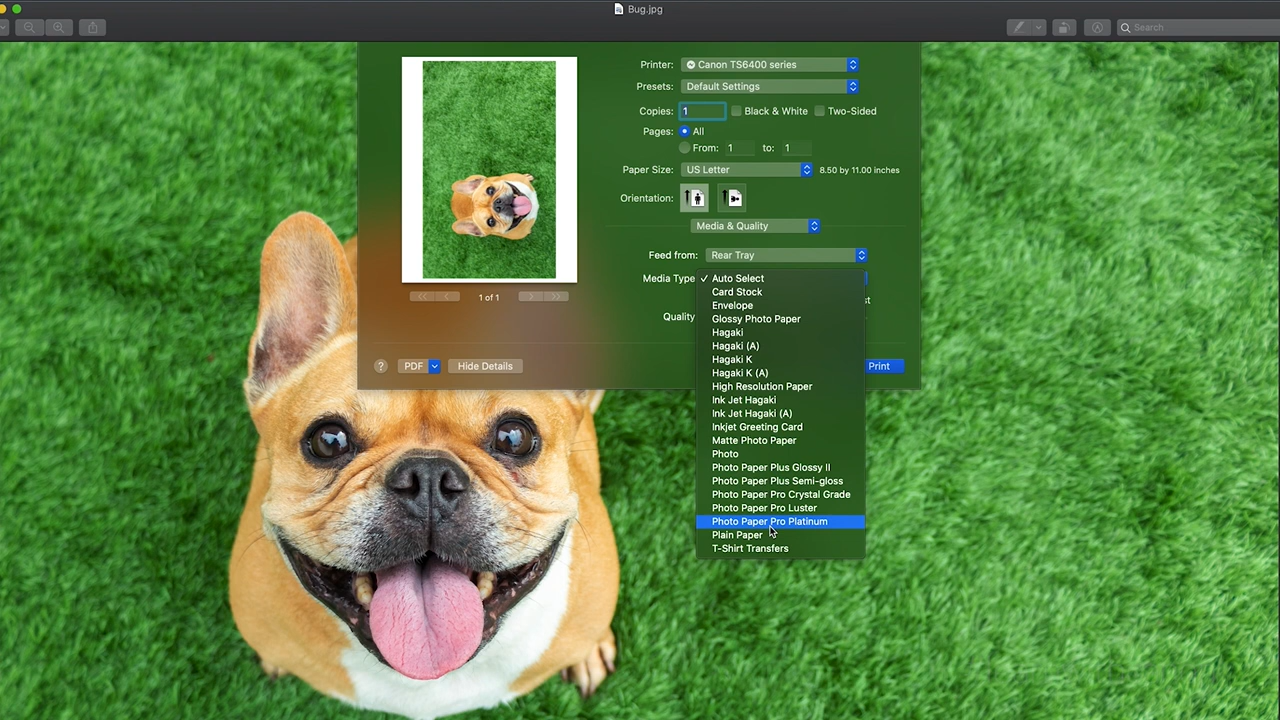 Bug.jpg
Search
Printer: Canon TS6400 series
Presets: Default Settings
Copies: 1 Black & White Two-Sided
Pages: All
From: 1 to: 1
Paper Size: US Letter 8.50 by 11.00 inches
Orientation:
Media & Quality
Feed from: Rear Tray
Media Type ✓ Auto Select
Card Stock
Envelope
Glossy Photo Paper
Hagaki
Hagaki (A)
Hagaki K
Hagaki K (A)
High Resolution Paper
Ink Jet Hagaki
Ink Jet Hagaki (A)
Inkjet Greeting Card
Matte Photo Paper
Photo
Photo Paper Plus Glossy II
Photo Paper Plus Semi-gloss
Photo Paper Pro Crystal Grade
Photo Paper Pro Luster
Photo Paper Pro Platinum
Plain Paper
T-Shirt Transfers
Quality
1 of 1
? PDF Hide Details Print